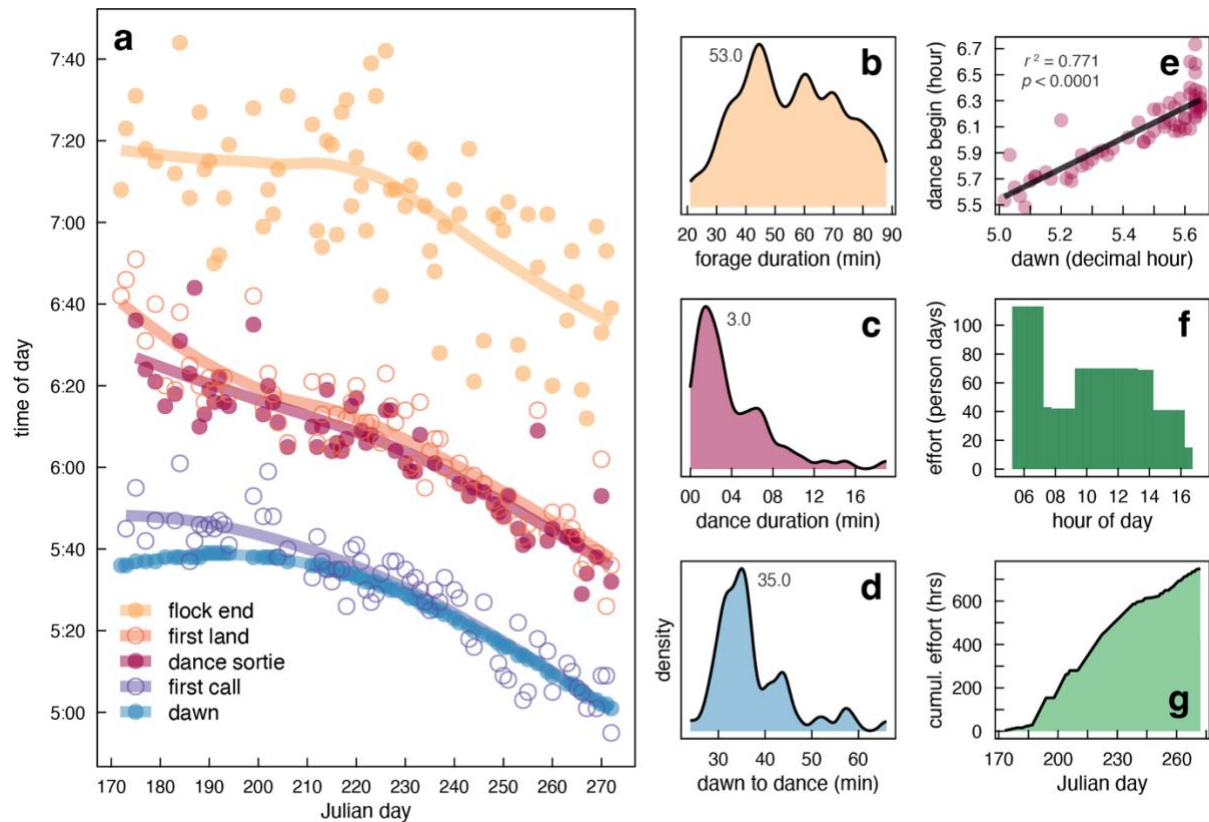 a
7:40
7:20
7:00
6:40
6:20
6:00
5:40
5:20
5:00
time of day
flock end
first land
dance sortie
first call
dawn
170 180 190 200 210 220 230 240 250 260 270
Julian day
b
53.0
20 30 40 50 60 70 80 90
forage duration (min)
c
3.0
00 04 08 12 16
dance duration (min)
d
35.0
density
30 40 50 60
dawn to dance (min)
e
r² = 0.771
p < 0.0001
6.7
6.5
6.3
6.1
5.9
5.7
5.5
dance begin (hour)
5.0 5.2 5.4 5.6
dawn (decimal hour)
f
100
80
60
40
20
0
effort (person days)
06 08 10 12 14 16
hour of day
g
600
400
200
0
cumul. effort (hrs)
170 200 230 260
Julian day